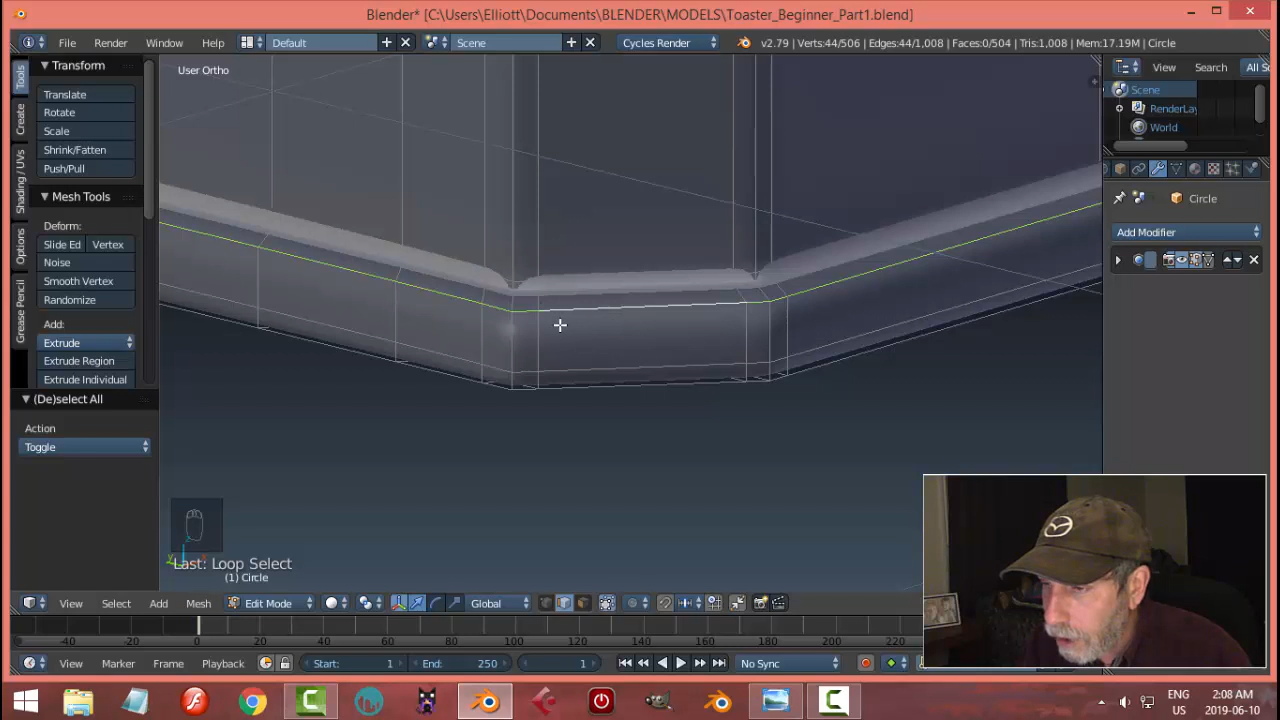 Blender* [C:\Users\Elliott\Documents\BLENDER\MODELS\Toaster_Beginner_Part1.blend]
File Render Window Help Default Scene Cycles Render v2.79 | Verts:44/506 | Edges:44/1,008 | Faces:0/504 | Tris:1,008 | Mem:17.19M | Circle
Tools
Create
Shading / UVs
Options
Grease Pencil
Transform
Translate
Rotate
Scale
Shrink/Fatten
Push/Pull
Mesh Tools
Deform:
Slide Ed Vertex
Noise
Smooth Vertex
Randomize
Add:
Extrude
Extrude Region
Extrude Individual
(De)select All
Action
Toggle
User Ortho
Last: Loop Select
(1) Circle
View Search All Sc
Scene
RenderLay
World
Circle
Add Modifier
View Select Add Mesh Edit Mode Global
-40 -20 0 20 40 60 80 100 120 140 160 180 200 220
View Marker Frame Playback Start: 1 End: 250 1 No Sync
ENG
US
2:08 AM
2019-06-10